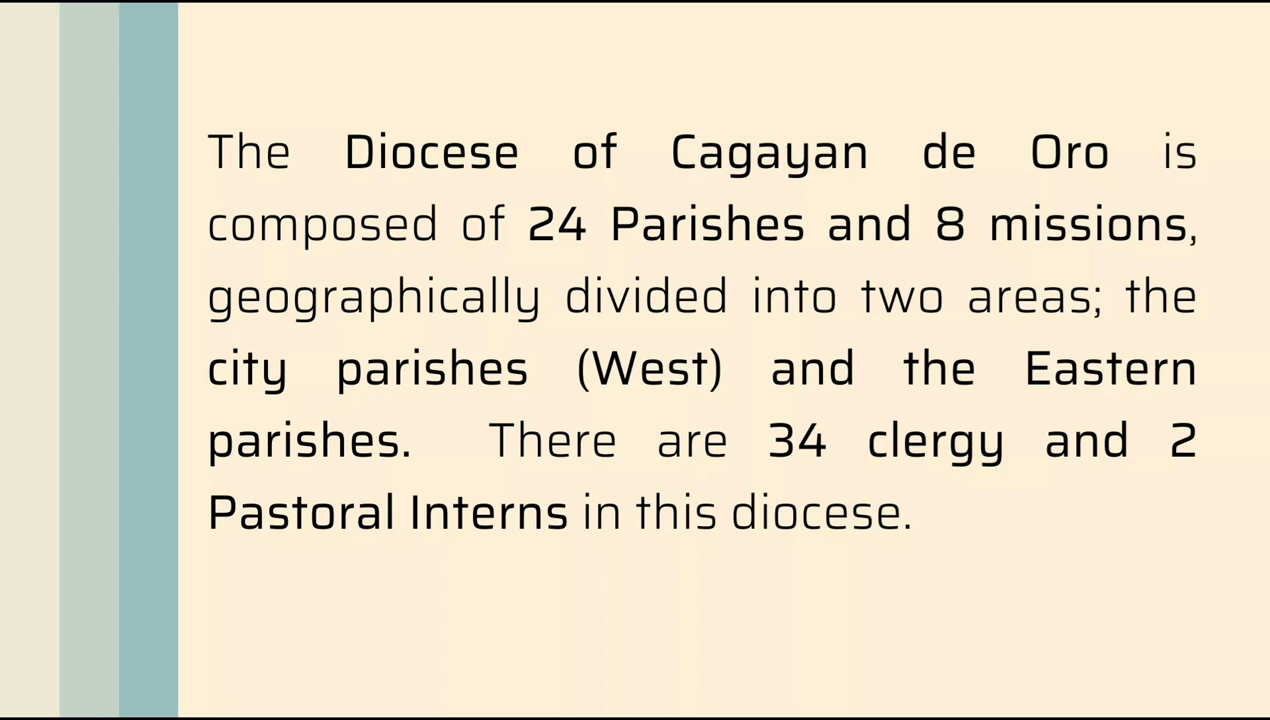 The Diocese of Cagayan de Oro is
composed of 24 Parishes and 8 missions,
geographically divided into two areas; the
city parishes (West) and the Eastern
parishes. There are 34 clergy and 2
Pastoral Interns in this diocese.